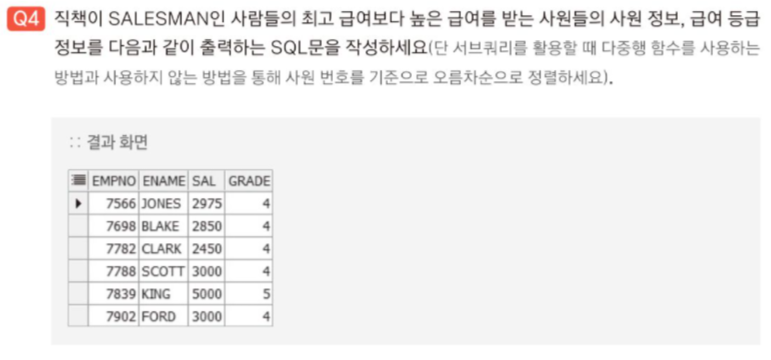 Q4 직책이 SALESMAN인 사람들의 최고 급여보다 높은 급여를 받는 사원들의 사원 정보, 급여 등급
정보를 다음과 같이 출력하는 SQL문을 작성하세요(단 서브쿼리를 활용할 때 다중행 함수를 사용하는
방법과 사용하지 않는 방법을 통해 사원 번호를 기준으로 오름차순으로 정렬하세요).
:: 결과 화면
EMPNO ENAME SAL GRADE
7566 JONES 2975 4
7698 BLAKE 2850 4
7782 CLARK 2450 4
7788 SCOTT 3000 4
7839 KING 5000 5
7902 FORD 3000 4